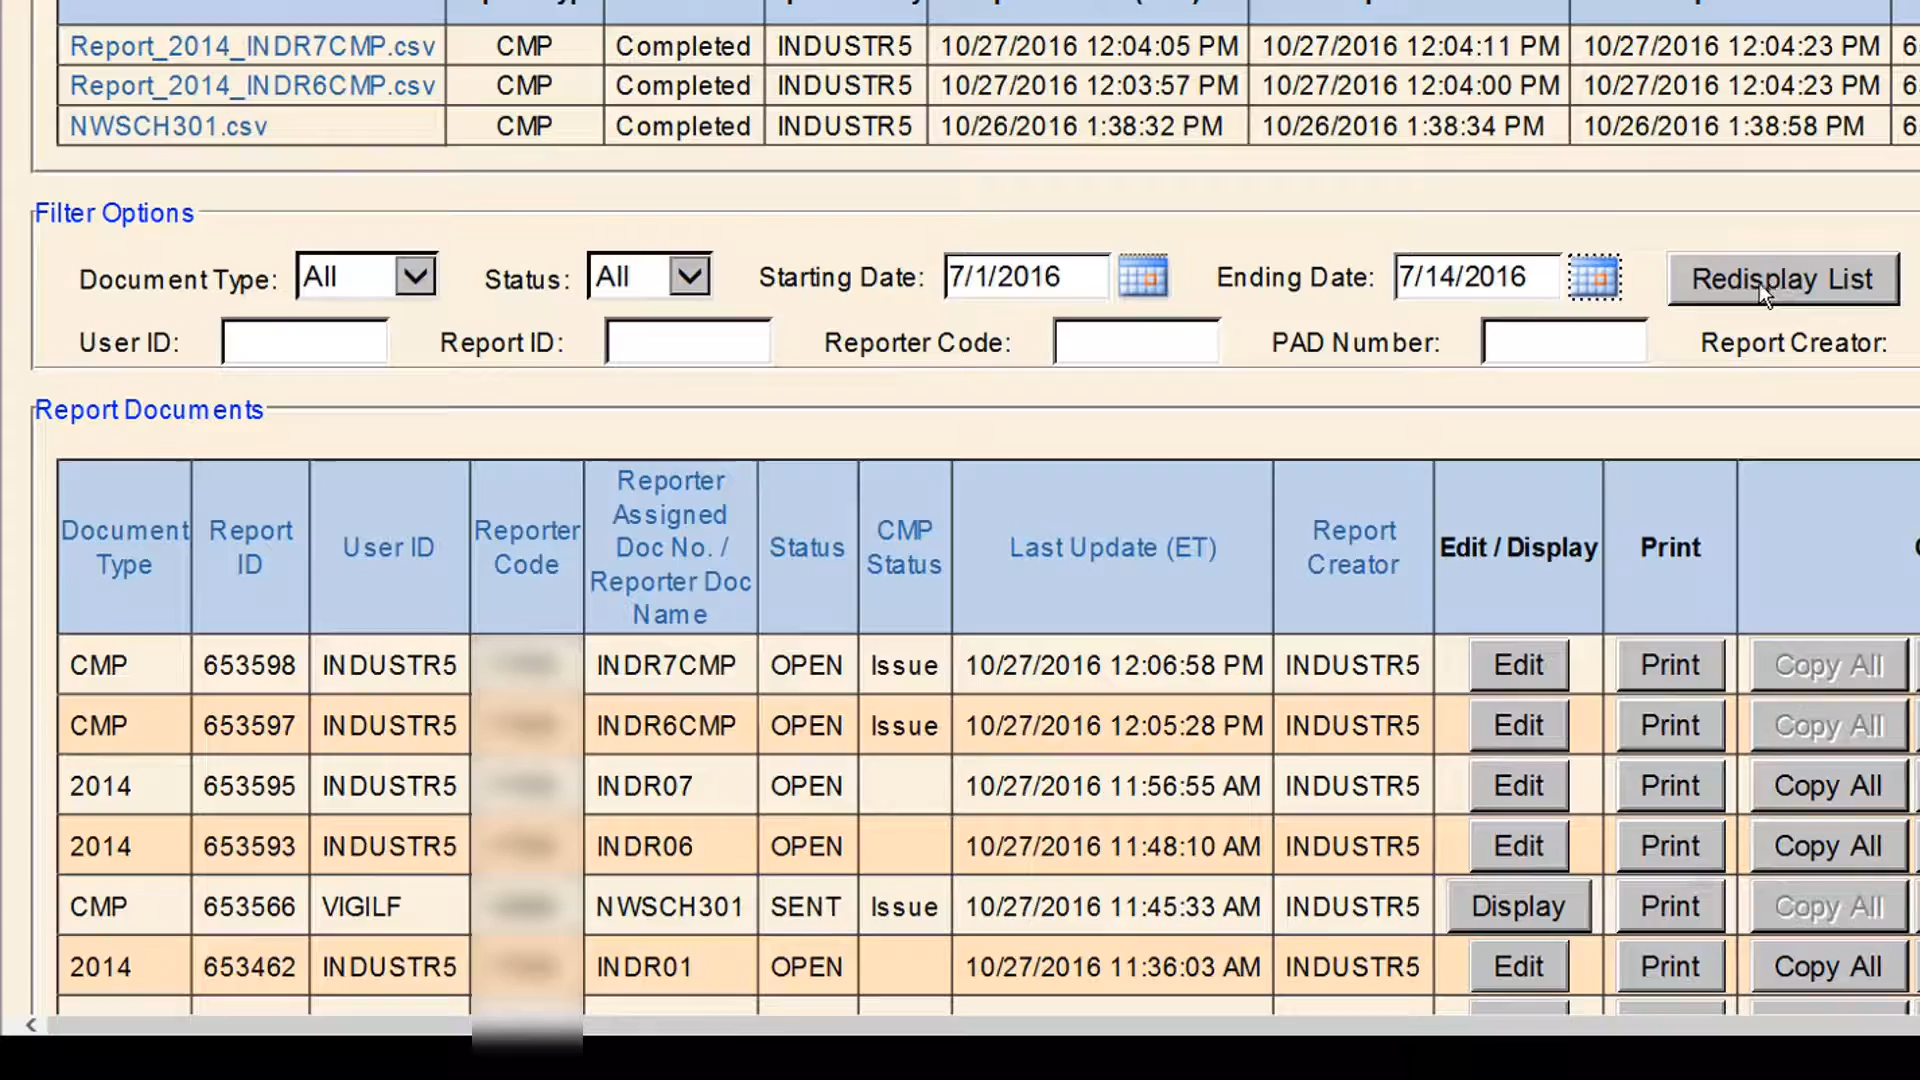 Report_2014_INDR7CMP.csv CMP Completed INDUSTR5 10/27/2016 12:04:05 PM 10/27/2016 12:04:11 PM 10/27/2016 12:04:23 PM 6
Report_2014_INDR6CMP.csv CMP Completed INDUSTR5 10/27/2016 12:03:57 PM 10/27/2016 12:04:00 PM 10/27/2016 12:04:23 PM 6
NWSCH301.csv CMP Completed INDUSTR5 10/26/2016 1:38:32 PM 10/26/2016 1:38:34 PM 10/26/2016 1:38:58 PM 6
Filter Options
Document Type: All Status: All Starting Date: 7/1/2016 Ending Date: 7/14/2016 Redisplay List
User ID: Report ID: Reporter Code: PAD Number: Report Creator:
Report Documents
Document Type Report ID User ID Reporter Code Reporter Assigned Doc No. / Reporter Doc Name Status CMP Status Last Update (ET) Report Creator Edit / Display Print
CMP 653598 INDUSTR5 INDR7CMP OPEN Issue 10/27/2016 12:06:58 PM INDUSTR5 Edit Print Copy All
CMP 653597 INDUSTR5 INDR6CMP OPEN Issue 10/27/2016 12:05:28 PM INDUSTR5 Edit Print Copy All
2014 653595 INDUSTR5 INDR07 OPEN 10/27/2016 11:56:55 AM INDUSTR5 Edit Print Copy All
2014 653593 INDUSTR5 INDR06 OPEN 10/27/2016 11:48:10 AM INDUSTR5 Edit Print Copy All
CMP 653566 VIGILF NWSCH301 SENT Issue 10/27/2016 11:45:33 AM INDUSTR5 Display Print Copy All
2014 653462 INDUSTR5 INDR01 OPEN 10/27/2016 11:36:03 AM INDUSTR5 Edit Print Copy All